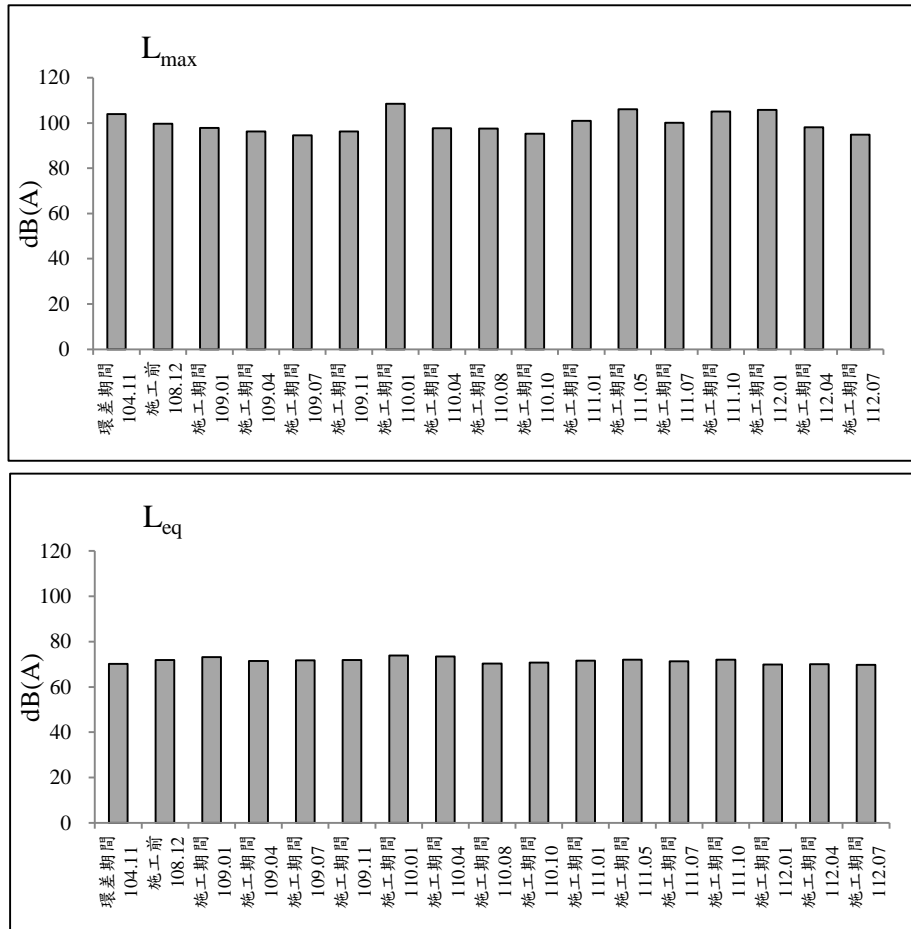 Lmax
dB(A)
120
100
80
60
40
20
0
環差期間
104.11
施工前
108.12
施工期間
109.01
施工期間
109.04
施工期間
109.07
施工期間
109.11
施工期間
110.01
施工期間
110.04
施工期間
110.08
施工期間
110.10
施工期間
111.01
施工期間
111.05
施工期間
111.07
施工期間
111.10
施工期間
112.01
施工期間
112.04
施工期間
112.07
Leq
dB(A)
120
100
80
60
40
20
0
環差期間
104.11
施工前
108.12
施工期間
109.01
施工期間
109.04
施工期間
109.07
施工期間
109.11
施工期間
110.01
施工期間
110.04
施工期間
110.08
施工期間
110.10
施工期間
111.01
施工期間
111.05
施工期間
111.07
施工期間
111.10
施工期間
112.01
施工期間
112.04
施工期間
112.07